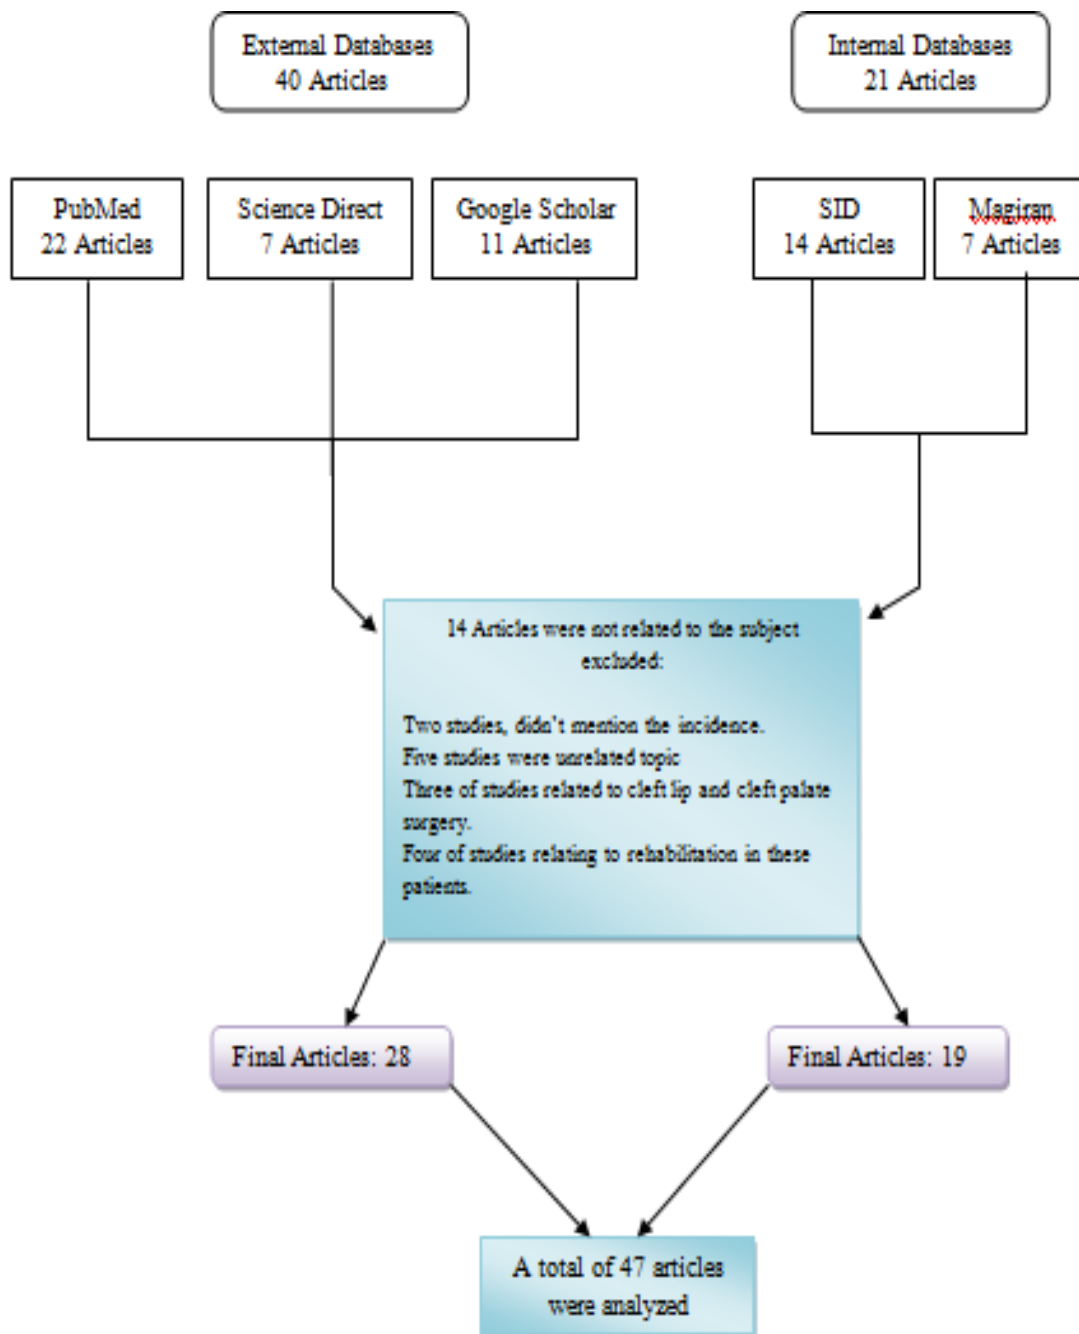 External Databases
40 Articles
Internal Databases
21 Articles
PubMed
22 Articles
Science Direct
7 Articles
Google Scholar
11 Articles
SID
14 Articles
Magiran
7 Articles
14 Articles were not related to the subject
excluded:
Two studies, didn't mention the incidence.
Five studies were unrelated topic
Three of studies related to cleft lip and cleft palate
surgery.
Four of studies relating to rehabilitation in these
patients.
Final Articles: 28
Final Articles: 19
A total of 47 articles
were analyzed